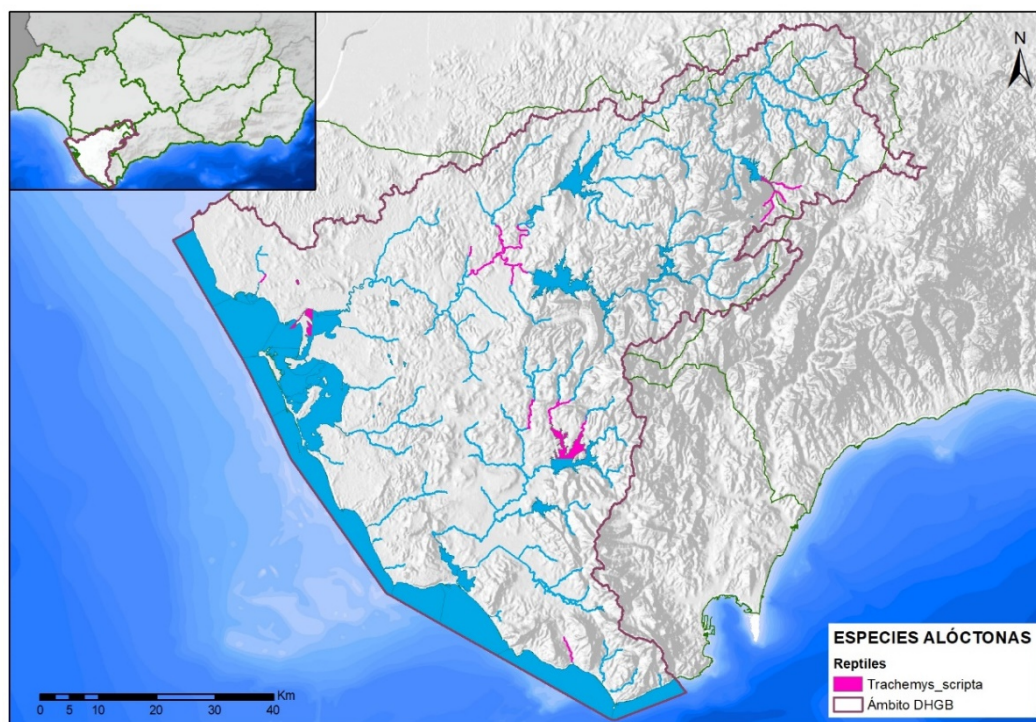 N
ESPECIES ALÓCTONAS
Reptiles
Trachemys_scripta
Ámbito DHGB
Km
0 5 10 20 30 40